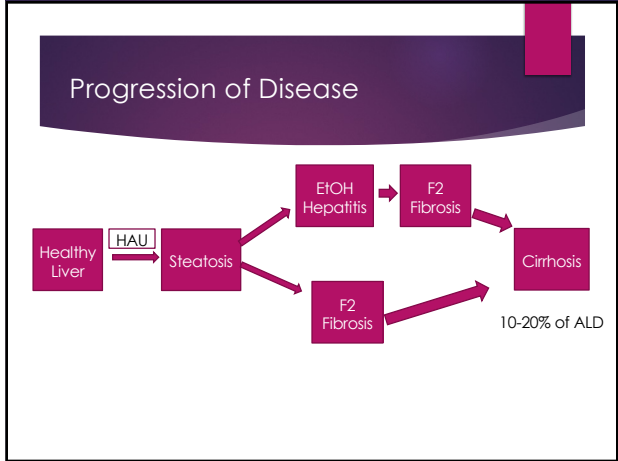 Progression of Disease
Healthy
Liver
HAU
Steatosis
EtOH
Hepatitis
F2
Fibrosis
F2
Fibrosis
Cirrhosis
10-20% of ALD